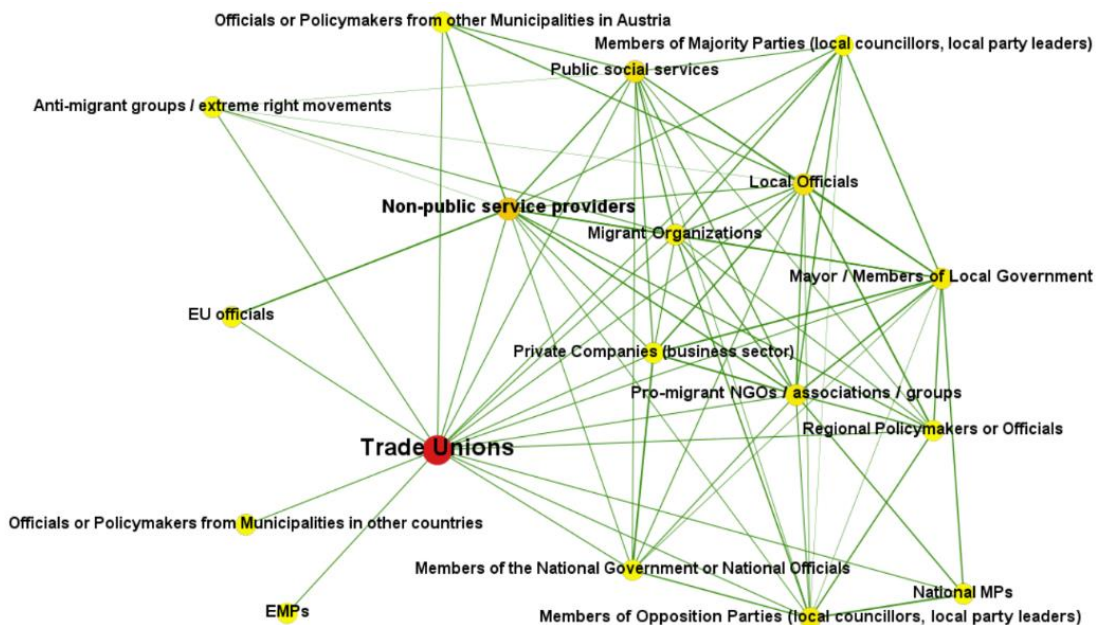 Officials or Policymakers from other Municipalities in Austria
Members of Majority Parties (local councillors, local party leaders)
Public social services
Anti-migrant groups / extreme right movements
Local Officials
Non-public service providers
Migrant Organizations
Mayor / Members of Local Government
EU officials
Private Companies (business sector)
Pro-migrant NGOs / associations / groups
Regional Policymakers or Officials
Trade Unions
Officials or Policymakers from Municipalities in other countries
Members of the National Government or National Officials
National MPs
EMPs
Members of Opposition Parties (local councillors, local party leaders)